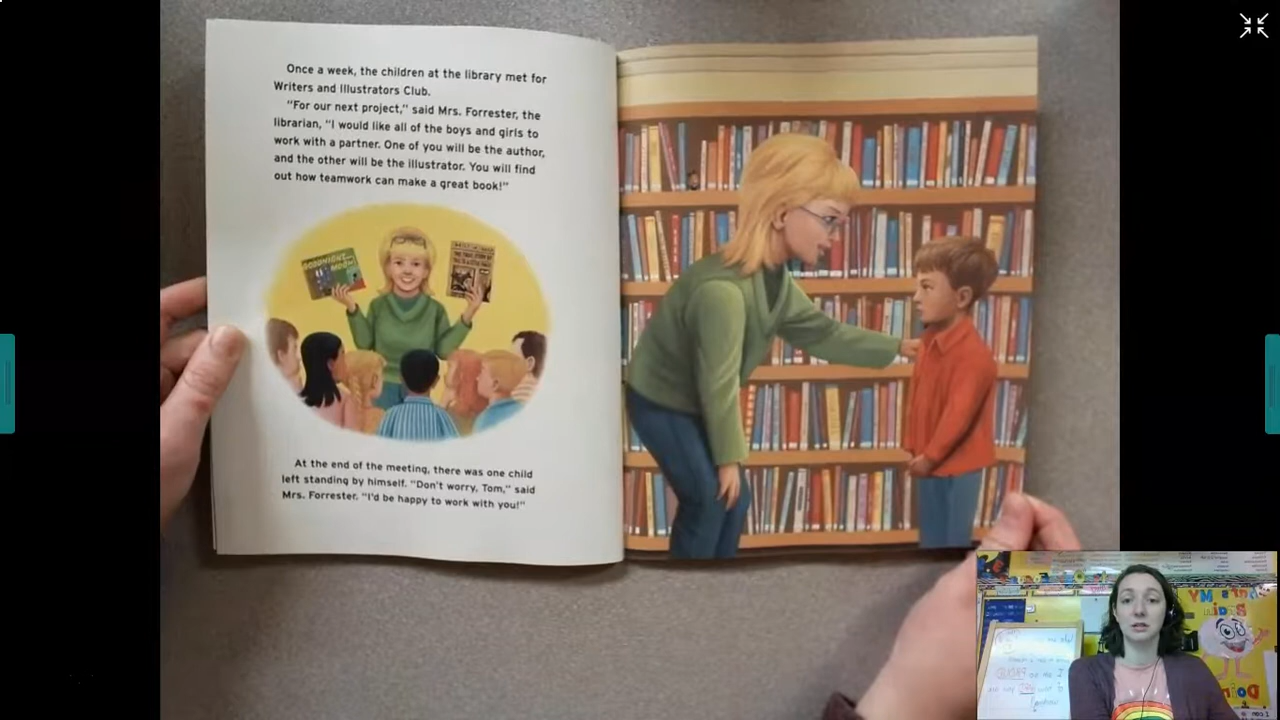 Once a week, the children at the library met for
Writers and Illustrators Club.
"For our next project," said Mrs. Forrester, the
librarian, "I would like all of the boys and girls to
work with a partner. One of you will be the author,
and the other will be the illustrator. You will find
out how teamwork can make a great book!"
GOODNIGHT
MOON
At the end of the meeting, there was one child
left standing by himself. "Don't worry, Tom," said
Mrs. Forrester. "I'd be happy to work with you!"